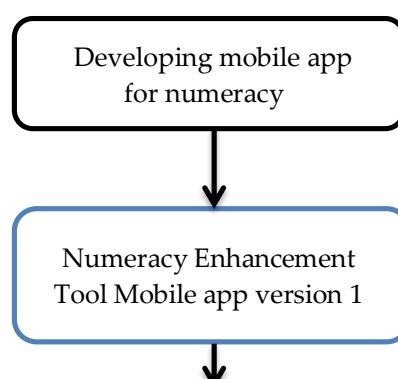 Developing mobile app
for numeracy
Numeracy Enhancement
Tool Mobile app version 1